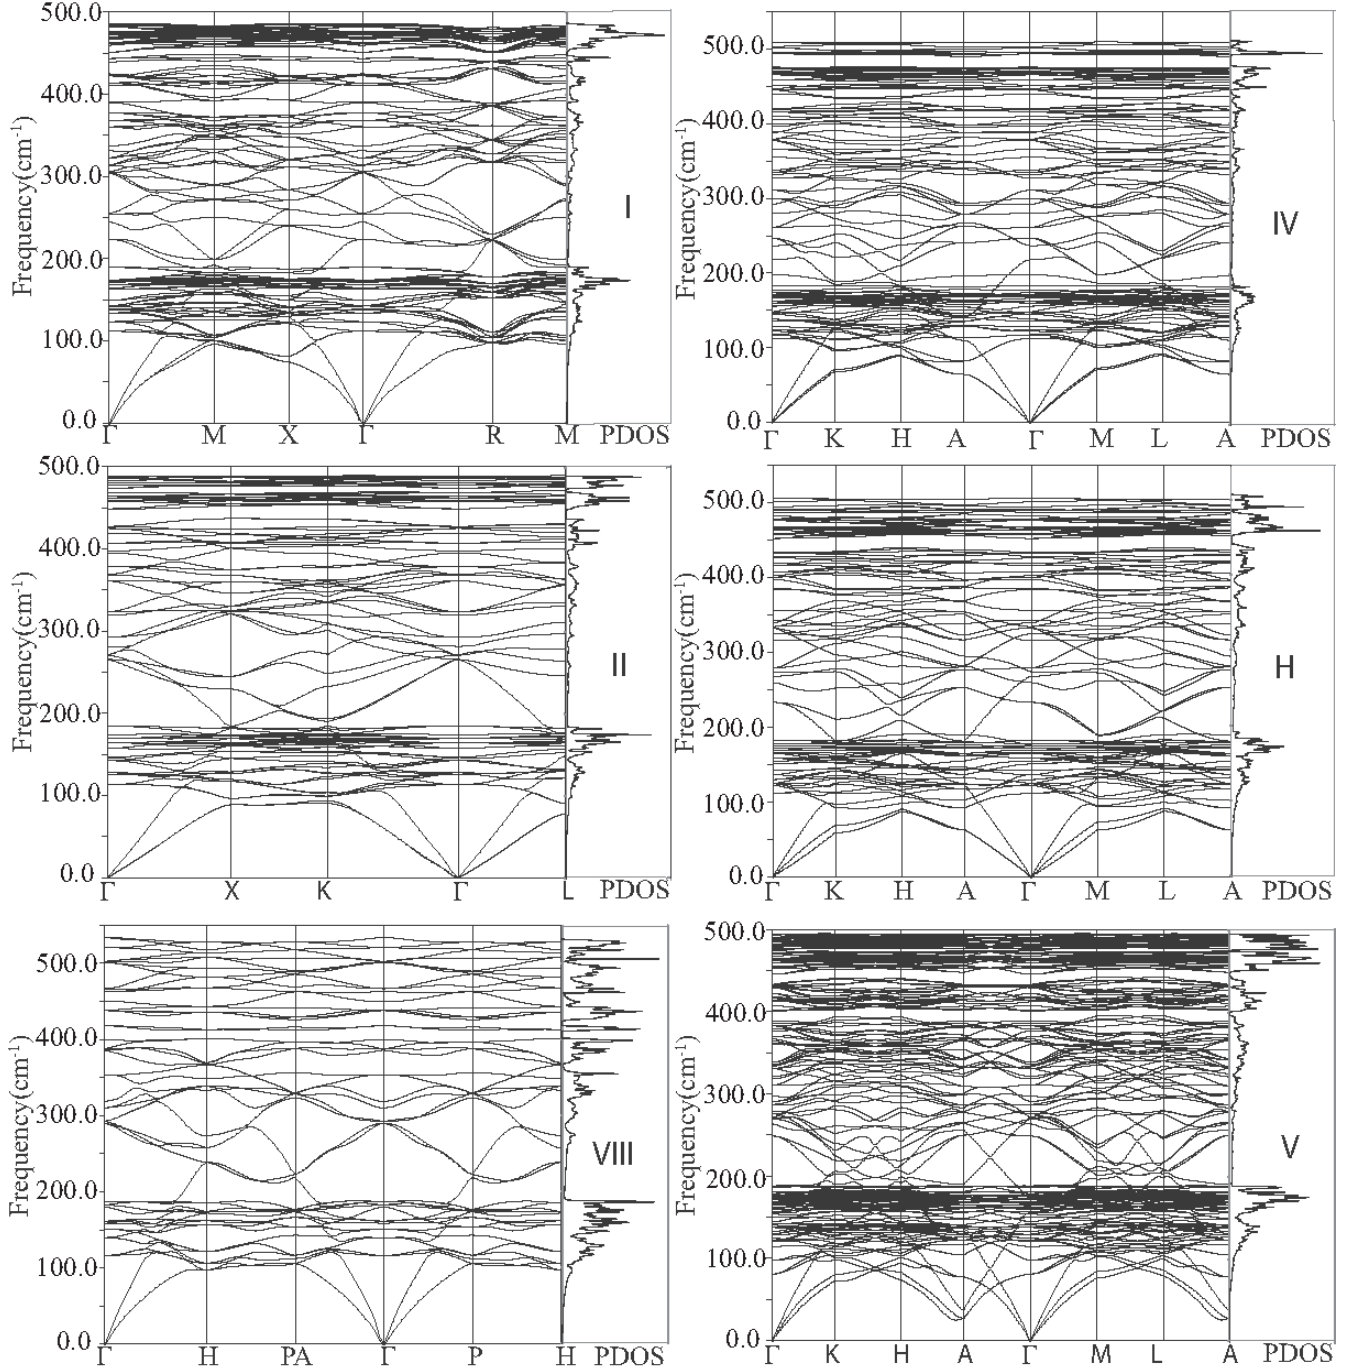 500.0
400.0
300.0
200.0
100.0
0.0
Frequency(cm⁻¹)
I
Γ M X Γ R M PDOS
500.0
400.0
300.0
200.0
100.0
0.0
Frequency(cm⁻¹)
IV
Γ K H A Γ M L A PDOS
500.0
400.0
300.0
200.0
100.0
0.0
Frequency(cm⁻¹)
II
Γ X K Γ L PDOS
500.0
400.0
300.0
200.0
100.0
0.0
Frequency(cm⁻¹)
H
Γ K H A Γ M L A PDOS
500.0
400.0
300.0
200.0
100.0
0.0
Frequency(cm⁻¹)
VIII
Γ H PA Γ P H PDOS
500.0
400.0
300.0
200.0
100.0
0.0
Frequency(cm⁻¹)
V
Γ K H A Γ M L A PDOS